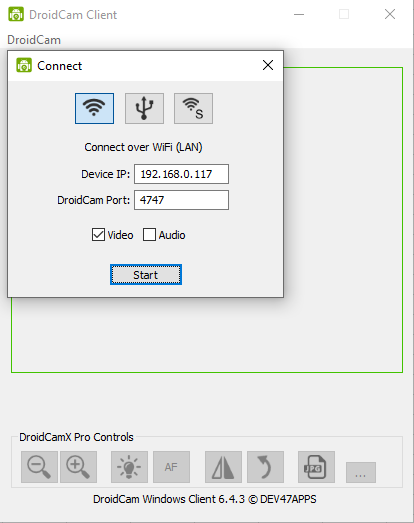 DroidCam Client
DroidCam
Connect
S
Connect over WiFi (LAN)
Device IP: 192.168.0.117
DroidCam Port: 4747
Video Audio
Start
DroidCamX Pro Controls
AF JPG ...
DroidCam Windows Client 6.4.3 © DEV47APPS